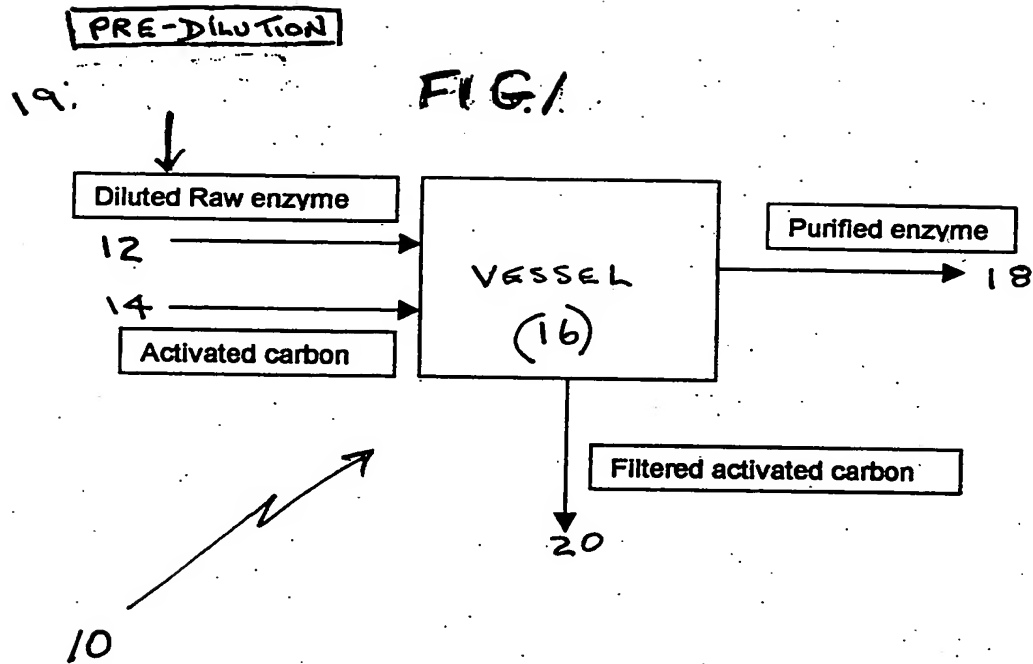 PRE-DILUTION
19:
FIG.1
Diluted Raw enzyme
12
14
Activated carbon
VESSEL
(16)
Purified enzyme
18
Filtered activated carbon
20
10